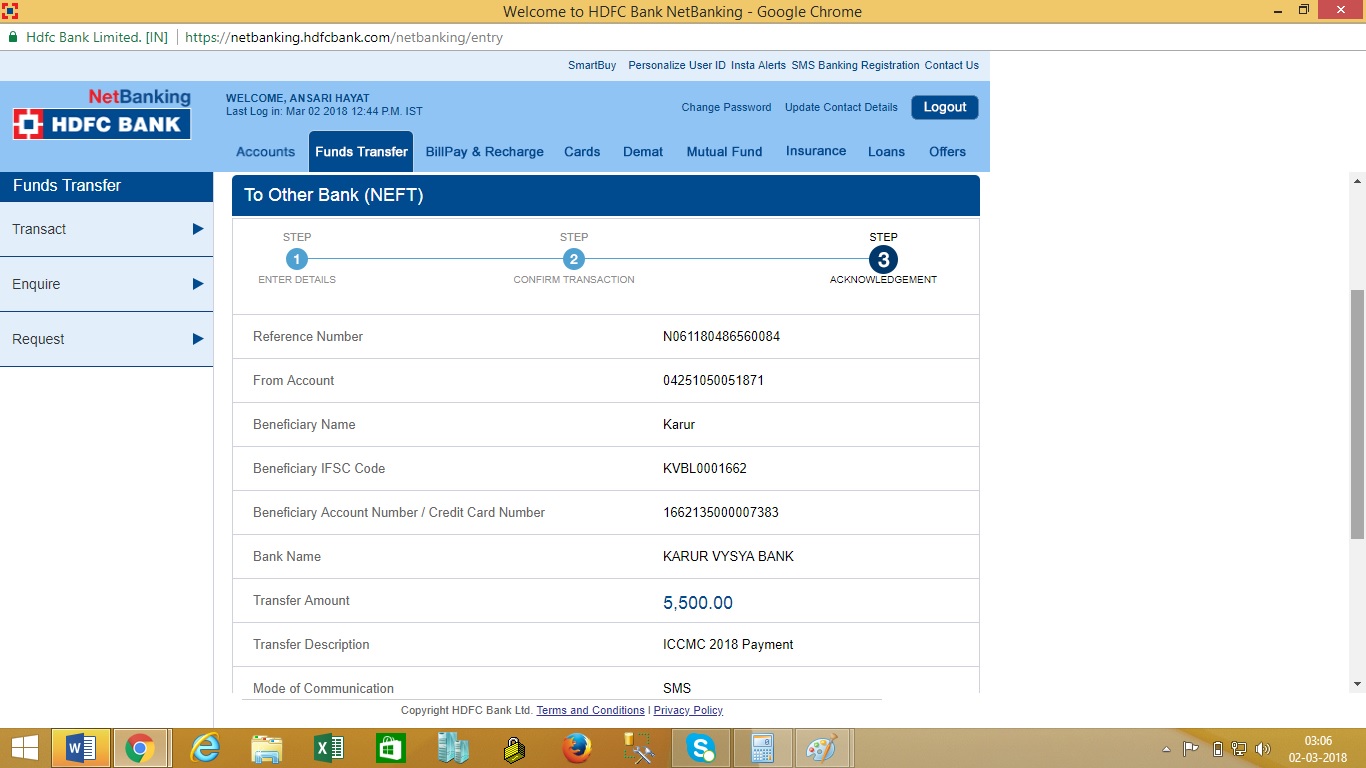 Welcome to HDFC Bank NetBanking - Google Chrome
Hdfc Bank Limited. [IN] https://netbanking.hdfcbank.com/netbanking/entry
SmartBuy Personalize User ID Insta Alerts SMS Banking Registration Contact Us
NetBanking
HDFC BANK
WELCOME, ANSARI HAYAT
Last Log in: Mar 02 2018 12:44 P.M. IST
Change Password Update Contact Details Logout
Accounts Funds Transfer BillPay & Recharge Cards Demat Mutual Fund Insurance Loans Offers
Funds Transfer
Transact
Enquire
Request
To Other Bank (NEFT)
STEP STEP STEP
1 2 3
ENTER DETAILS CONFIRM TRANSACTION ACKNOWLEDGEMENT
Reference Number N061180486560084
From Account 04251050051871
Beneficiary Name Karur
Beneficiary IFSC Code KVBL0001662
Beneficiary Account Number / Credit Card Number 1662135000007383
Bank Name KARUR VYSYA BANK
Transfer Amount 5,500.00
Transfer Description ICCMC 2018 Payment
Mode of Communication SMS
Copyright HDFC Bank Ltd. Terms and Conditions | Privacy Policy
03:06
02-03-2018